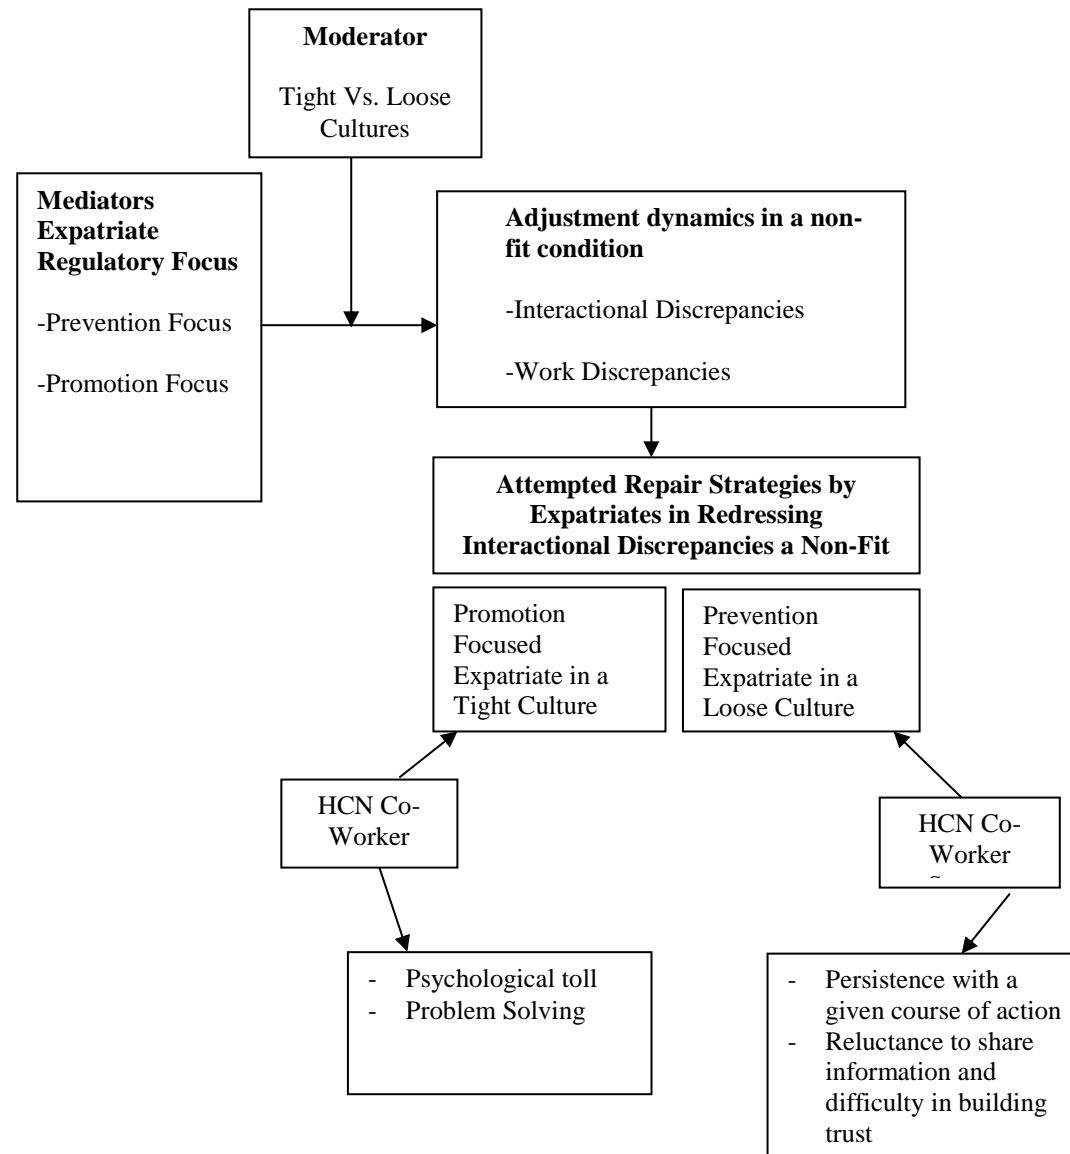 Moderator
Tight Vs. Loose
Cultures
Mediators
Expatriate
Regulatory Focus
-Prevention Focus
-Promotion Focus
Adjustment dynamics in a non-
fit condition
-Interactional Discrepancies
-Work Discrepancies
Attempted Repair Strategies by
Expatriates in Redressing
Interactional Discrepancies a Non-Fit
Promotion
Focused
Expatriate in a
Tight Culture
Prevention
Focused
Expatriate in a
Loose Culture
HCN Co-
Worker
HCN Co-
Worker
- Psychological toll
- Problem Solving
- Persistence with a
given course of action
- Reluctance to share
information and
difficulty in building
trust